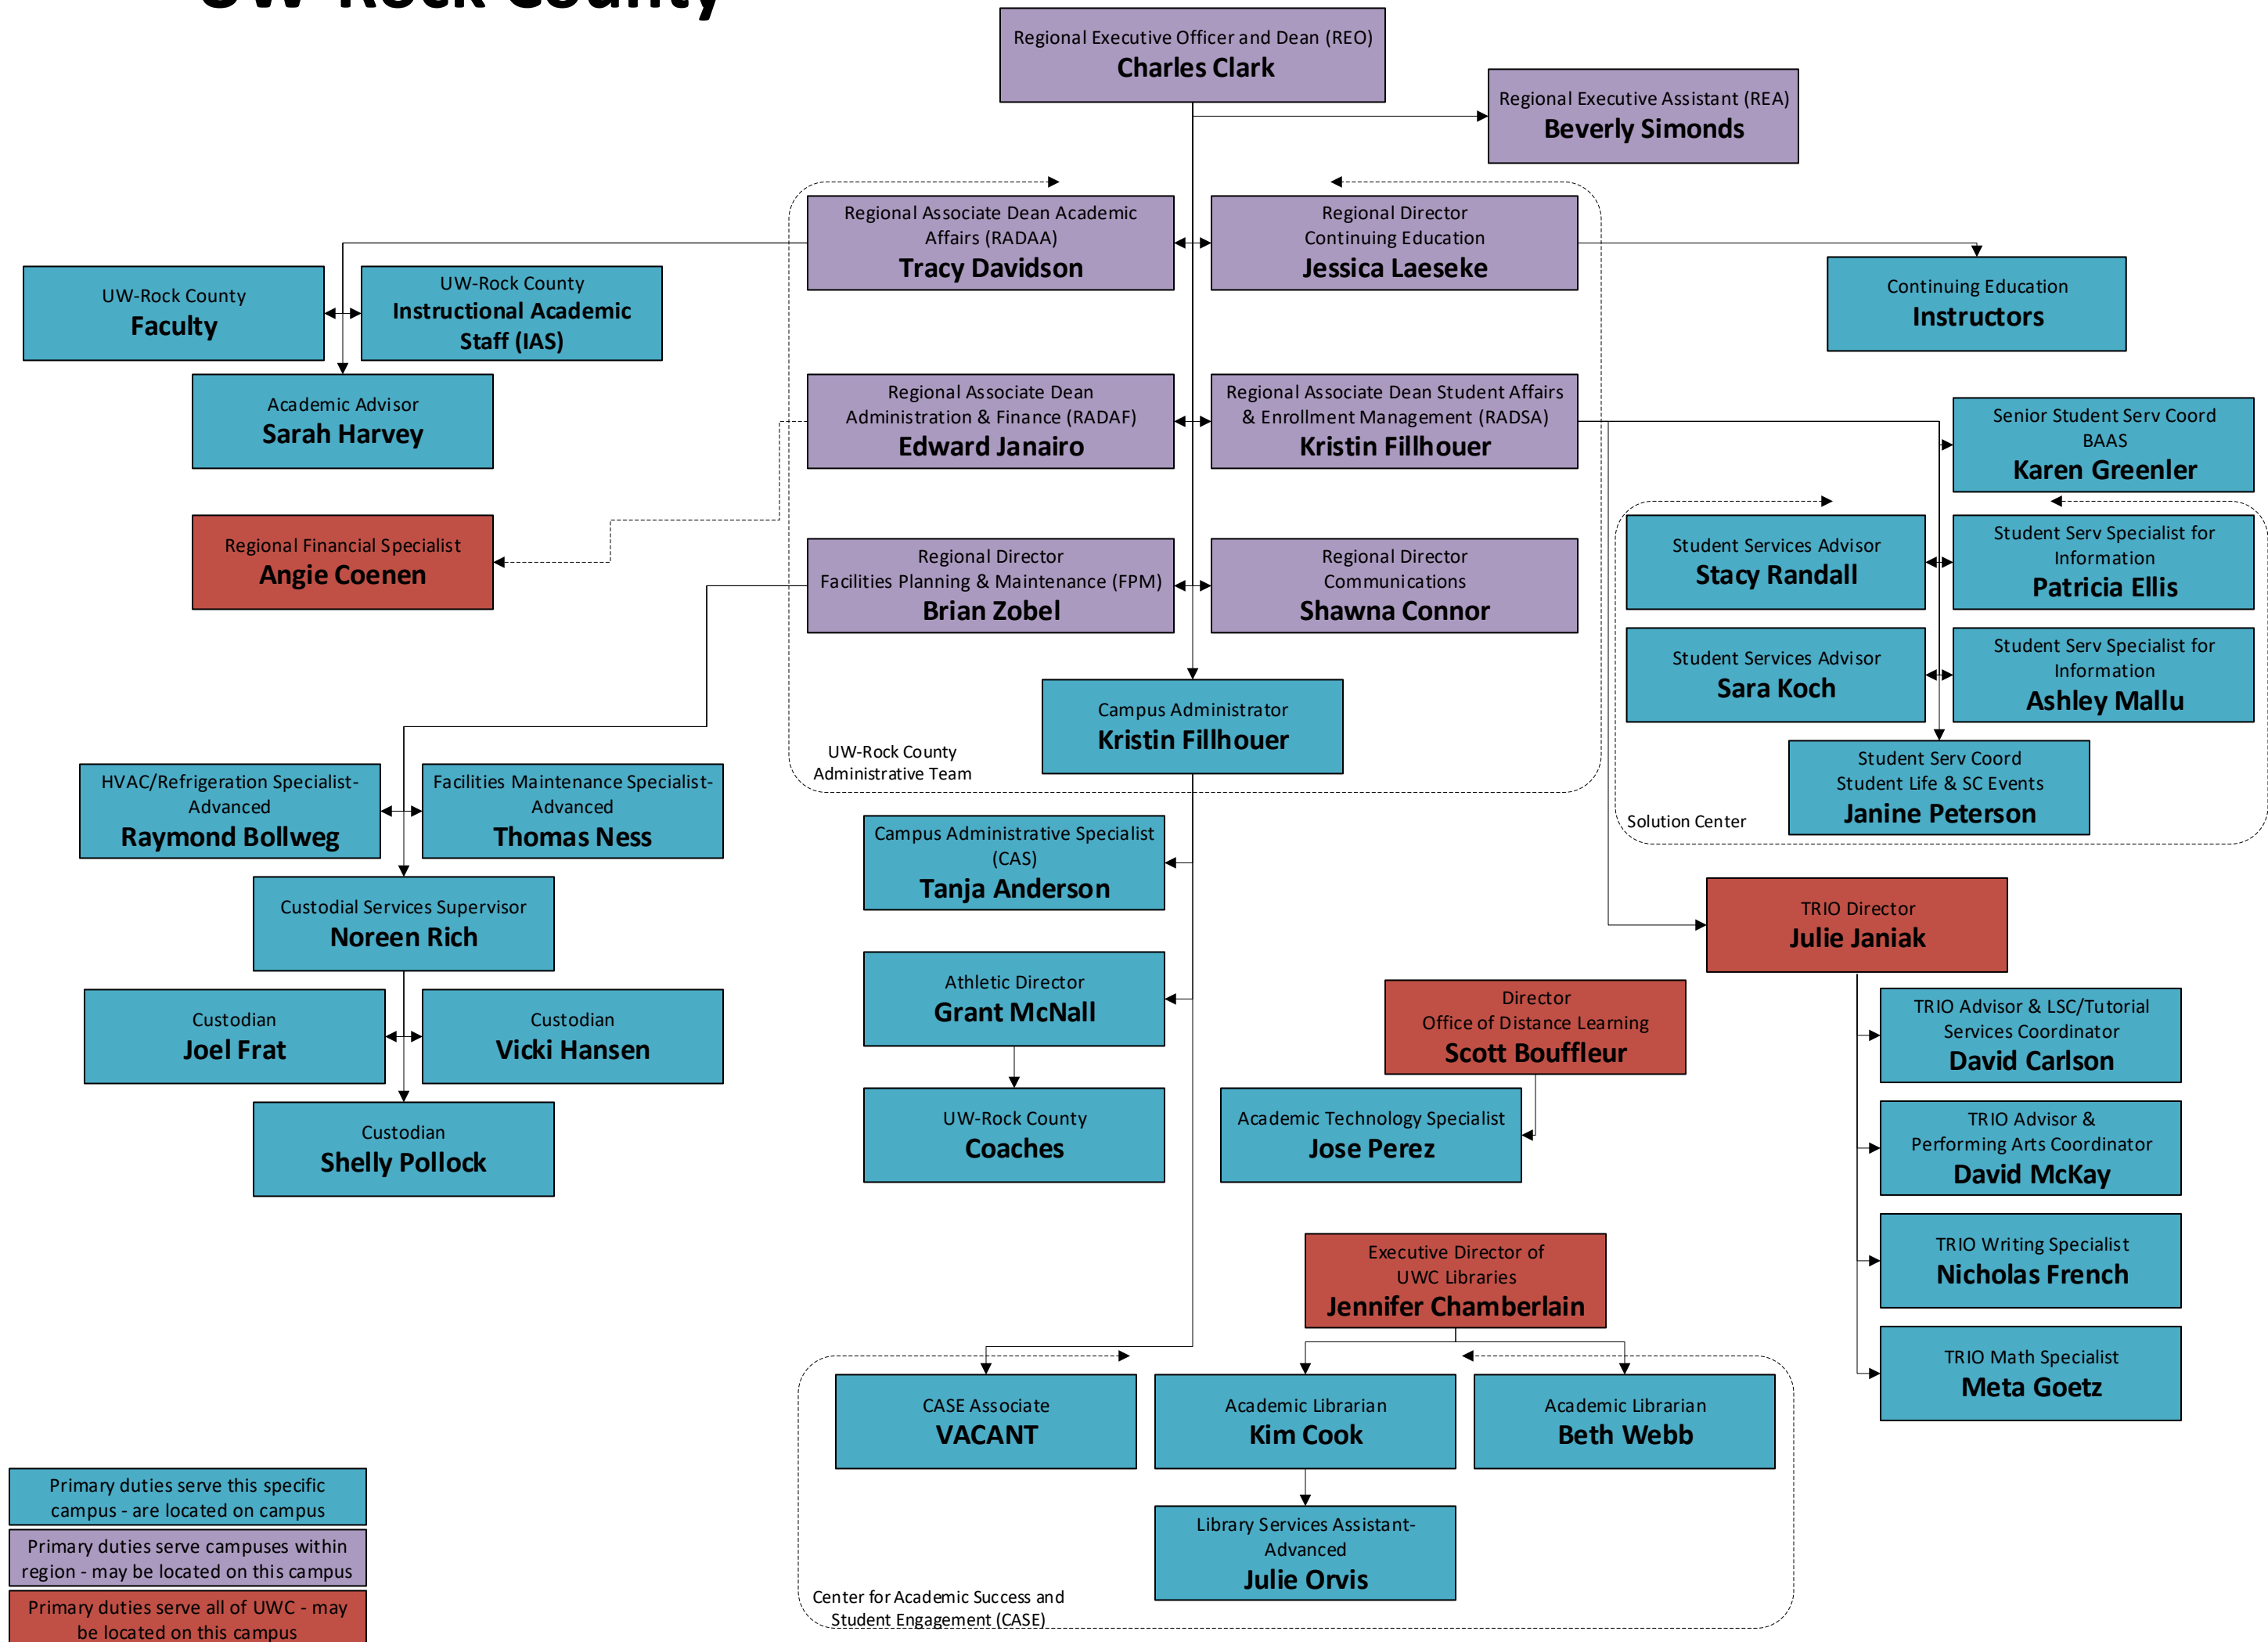 UW-Rock County
Regional Executive Officer and Dean (REO)
Charles Clark
Regional Executive Assistant (REA)
Beverly Simonds
Regional Associate Dean Academic
Affairs (RADAA)
Tracy Davidson
Regional Director
Continuing Education
Jessica Laeseke
UW-Rock County
Faculty
UW-Rock County
Instructional Academic
Staff (IAS)
Continuing Education
Instructors
Academic Advisor
Sarah Harvey
Regional Associate Dean
Administration & Finance (RADAF)
Edward Janairo
Regional Associate Dean Student Affairs
& Enrollment Management (RADSA)
Kristin Fillhouer
Senior Student Serv Coord
BAAS
Karen Greenler
Regional Financial Specialist
Angie Coenen
Regional Director
Facilities Planning & Maintenance (FPM)
Brian Zobel
Regional Director
Communications
Shawna Connor
Student Services Advisor
Stacy Randall
Student Serv Specialist for
Information
Patricia Ellis
Student Services Advisor
Sara Koch
Student Serv Specialist for
Information
Ashley Mallu
Campus Administrator
Kristin Fillhouer
UW-Rock County
Administrative Team
Student Serv Coord
Student Life & SC Events
Janine Peterson
Solution Center
HVAC/Refrigeration Specialist-
Advanced
Raymond Bollweg
Facilities Maintenance Specialist-
Advanced
Thomas Ness
Campus Administrative Specialist
(CAS)
Tanja Anderson
Custodial Services Supervisor
Noreen Rich
TRIO Director
Julie Janiak
Athletic Director
Grant McNall
Director
Office of Distance Learning
Scott Bouffleur
Custodian
Joel Frat
Custodian
Vicki Hansen
TRIO Advisor & LSC/Tutorial
Services Coordinator
David Carlson
UW-Rock County
Coaches
Academic Technology Specialist
Jose Perez
Custodian
Shelly Pollock
TRIO Advisor &
Performing Arts Coordinator
David McKay
Executive Director of
UWC Libraries
Jennifer Chamberlain
TRIO Writing Specialist
Nicholas French
TRIO Math Specialist
Meta Goetz
CASE Associate
VACANT
Academic Librarian
Kim Cook
Academic Librarian
Beth Webb
Library Services Assistant-
Advanced
Julie Orvis
Center for Academic Success and
Student Engagement (CASE)
Primary duties serve this specific
campus - are located on campus
Primary duties serve campuses within
region - may be located on this campus
Primary duties serve all of UWC - may
be located on this campus